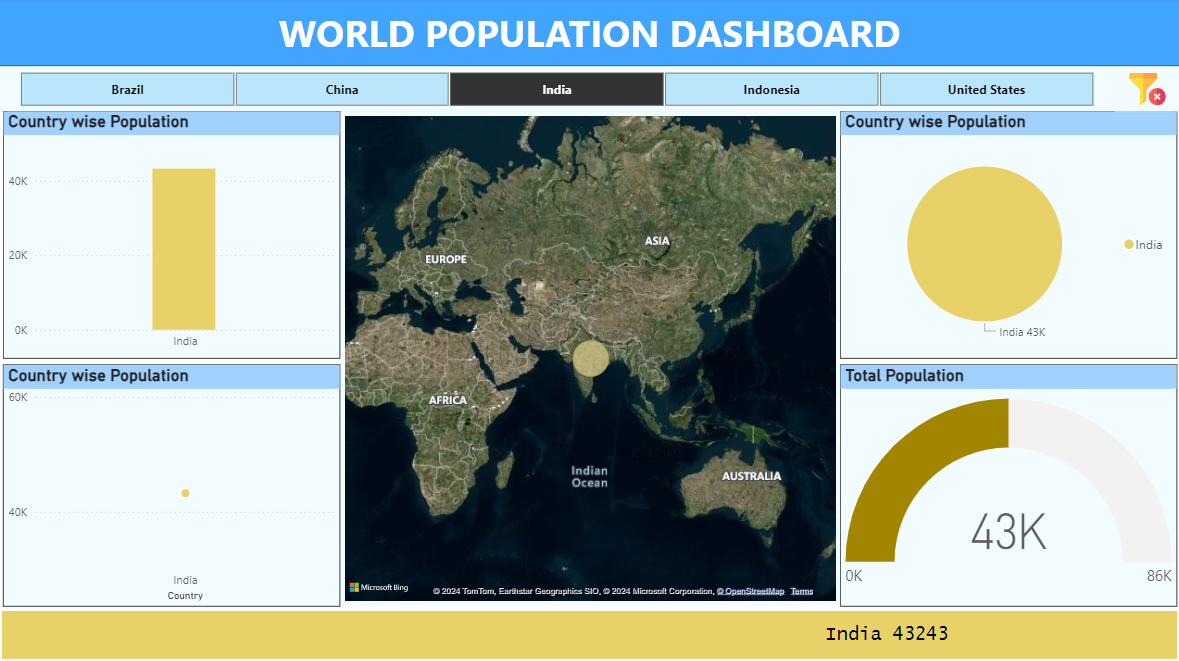 WORLD POPULATION DASHBOARD
Brazil China India Indonesia United States
Country wise Population
40K
20K
0K
India
Country wise Population
60K
40K
India
Country
ASIA
EUROPE
AFRICA
Indian
Ocean
AUSTRALIA
Microsoft Bing
© 2024 TomTom, Earthstar Geographics SIO, © 2024 Microsoft Corporation, © OpenStreetMap Terms
Country wise Population
India
India 43K
Total Population
43K
0K 86K
India 43243